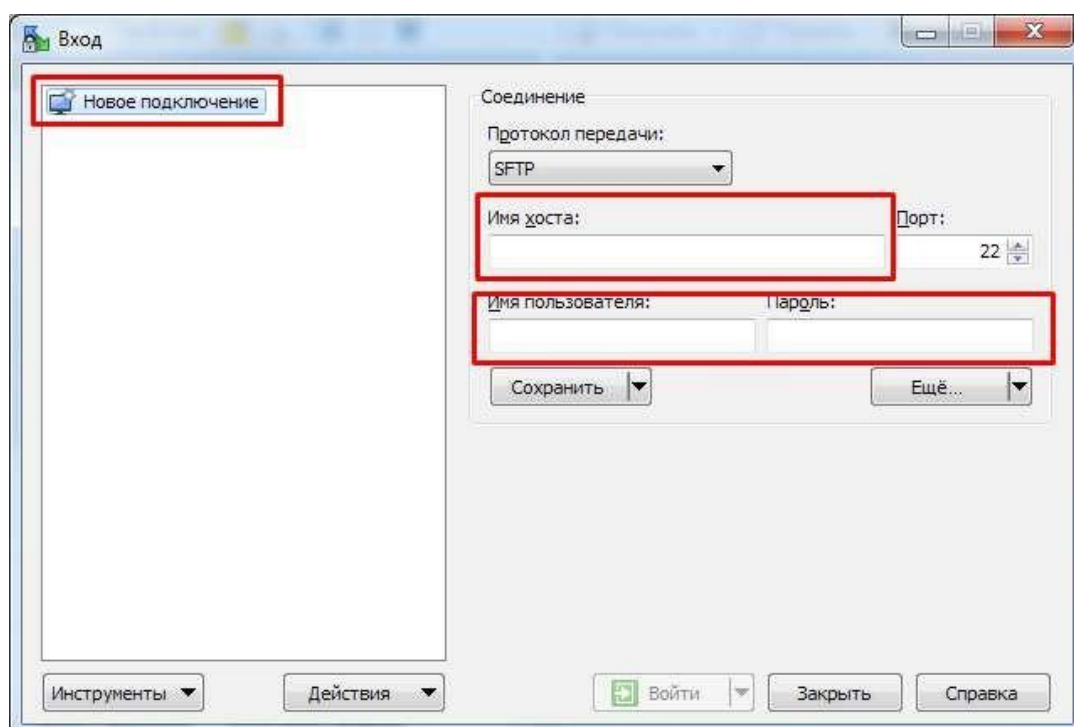 Вход
Новое подключение
Соединение
Протокол передачи:
SFTP
Имя хоста:
Порт:
22
Имя пользователя:
Пароль:
Сохранить
Ещё...
Инструменты
Действия
Войти
Закрыть
Справка